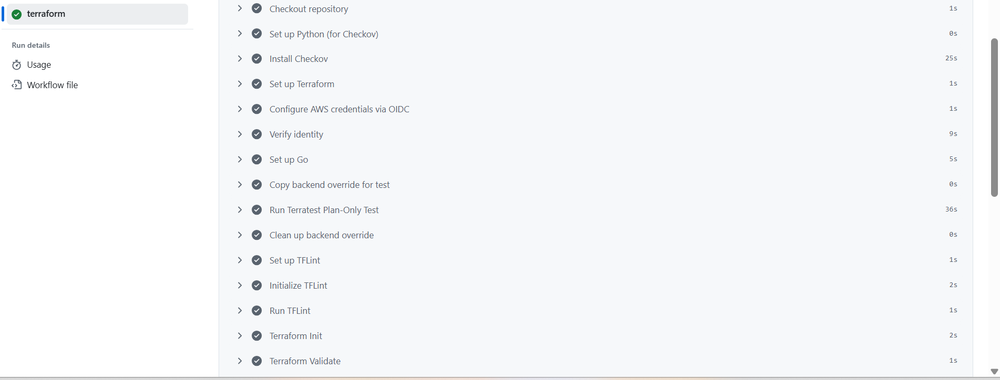 terraform
Run details
Usage
Workflow file
Checkout repository 1s
Set up Python (for Checkov) 0s
Install Checkov 25s
Set up Terraform 1s
Configure AWS credentials via OIDC 1s
Verify identity 9s
Set up Go 5s
Copy backend override for test 0s
Run Terratest Plan-Only Test 36s
Clean up backend override 0s
Set up TFLint 1s
Initialize TFLint 2s
Run TFLint 1s
Terraform Init 2s
Terraform Validate 1s